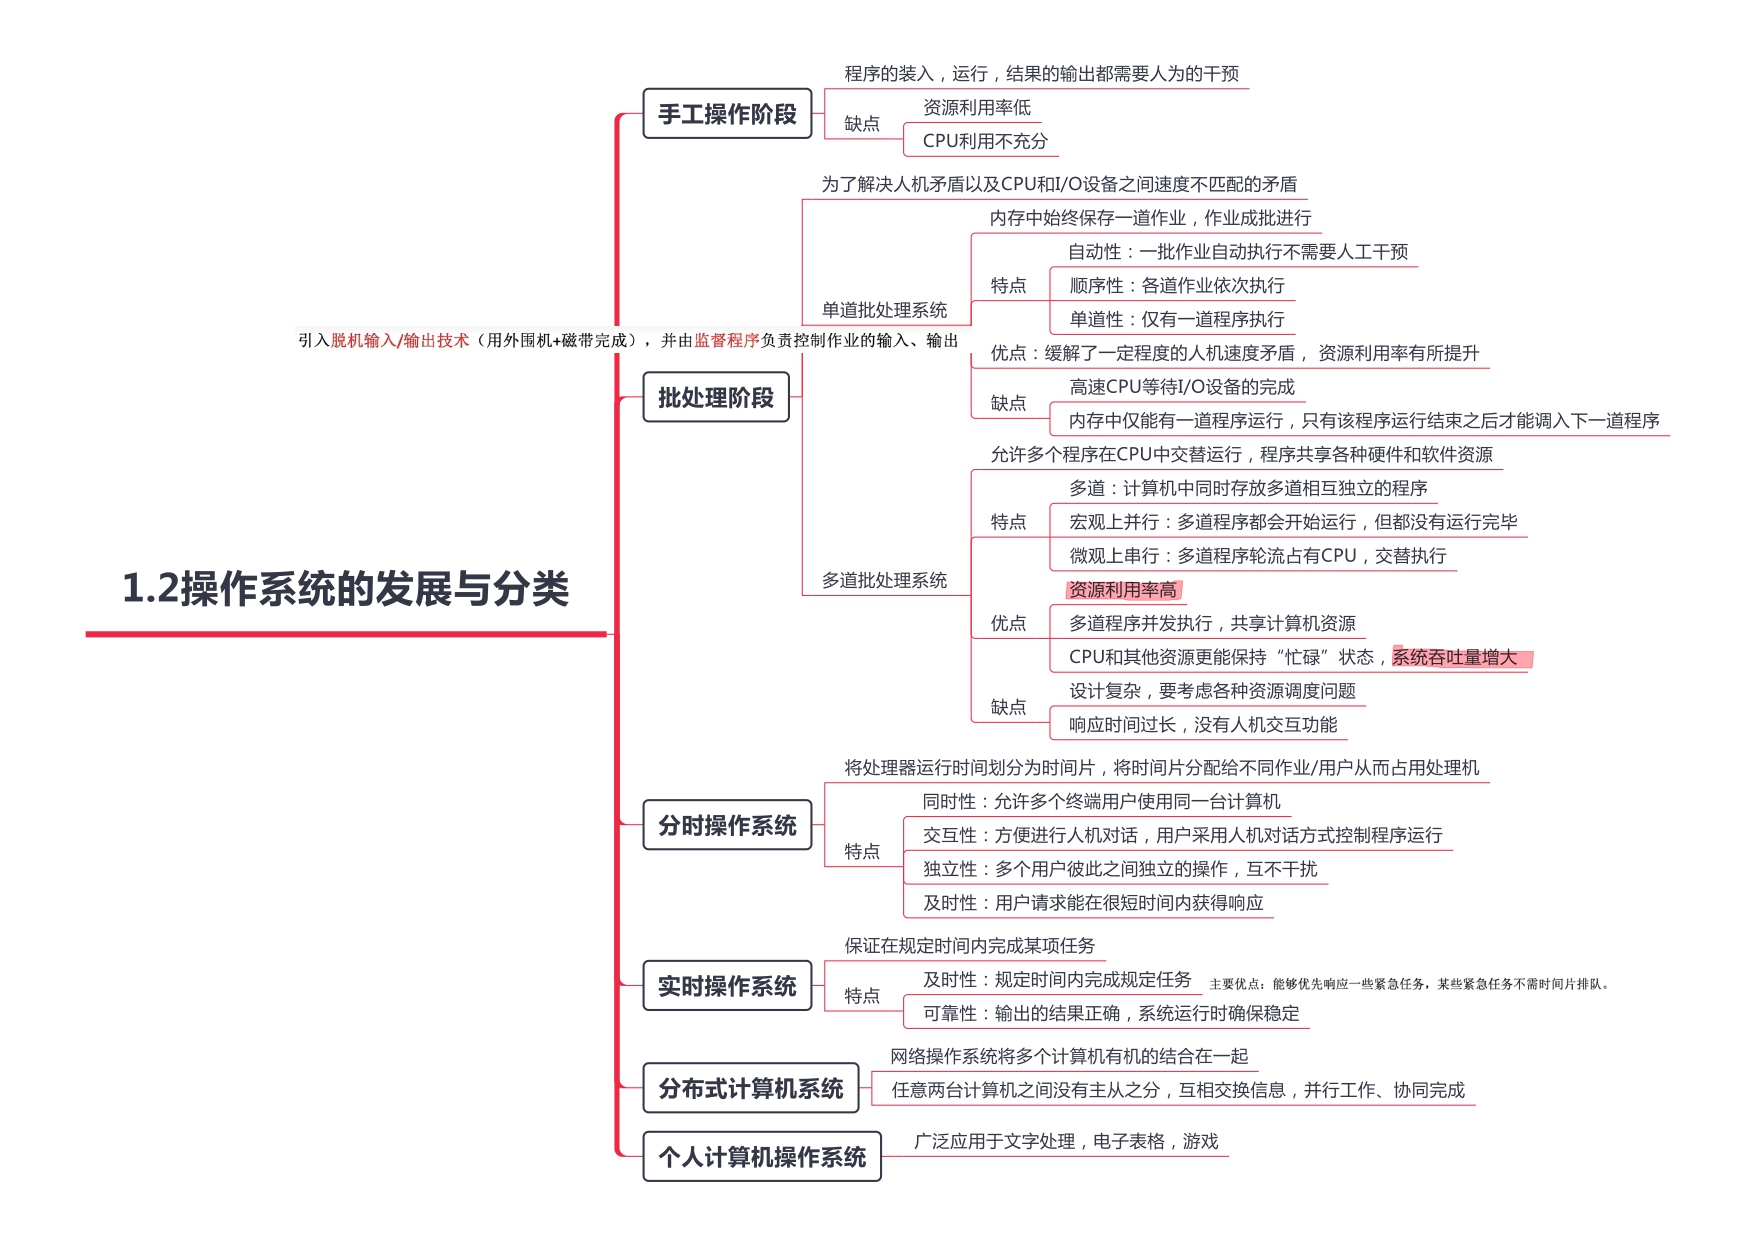 1.2操作系统的发展与分类
手工操作阶段
程序的装入，运行，结果的输出都需要人为的干预
缺点
资源利用率低
CPU利用不充分
批处理阶段
为了解决人机矛盾以及CPU和I/O设备之间速度不匹配的矛盾
单道批处理系统
引入脱机输入/输出技术（用外围机+磁带完成），并由监督程序负责控制作业的输入、输出
内存中始终保存一道作业，作业成批进行
特点
自动性：一批作业自动执行不需要人工干预
顺序性：各道作业依次执行
单道性：仅有一道程序执行
优点：缓解了一定程度的人机速度矛盾， 资源利用率有所提升
缺点
高速CPU等待I/O设备的完成
内存中仅能有一道程序运行，只有该程序运行结束之后才能调入下一道程序
多道批处理系统
允许多个程序在CPU中交替运行，程序共享各种硬件和软件资源
特点
多道：计算机中同时存放多道相互独立的程序
宏观上并行：多道程序都会开始运行，但都没有运行完毕
微观上串行：多道程序轮流占有CPU，交替执行
优点
资源利用率高
多道程序并发执行，共享计算机资源
CPU和其他资源更能保持“忙碌”状态，系统吞吐量增大
缺点
设计复杂，要考虑各种资源调度问题
响应时间过长，没有人机交互功能
分时操作系统
将处理器运行时间划分为时间片，将时间片分配给不同作业/用户从而占用处理机
特点
同时性：允许多个终端用户使用同一台计算机
交互性：方便进行人机对话，用户采用人机对话方式控制程序运行
独立性：多个用户彼此之间独立的操作，互不干扰
及时性：用户请求能在很短时间内获得响应
实时操作系统
保证在规定时间内完成某项任务
特点
及时性：规定时间内完成规定任务
主要优点：能够优先响应一些紧急任务，某些紧急任务不需时间片排队。
可靠性：输出的结果正确，系统运行时确保稳定
分布式计算机系统
网络操作系统将多个计算机有机的结合在一起
任意两台计算机之间没有主从之分，互相交换信息，并行工作、协同完成
个人计算机操作系统
广泛应用于文字处理，电子表格，游戏